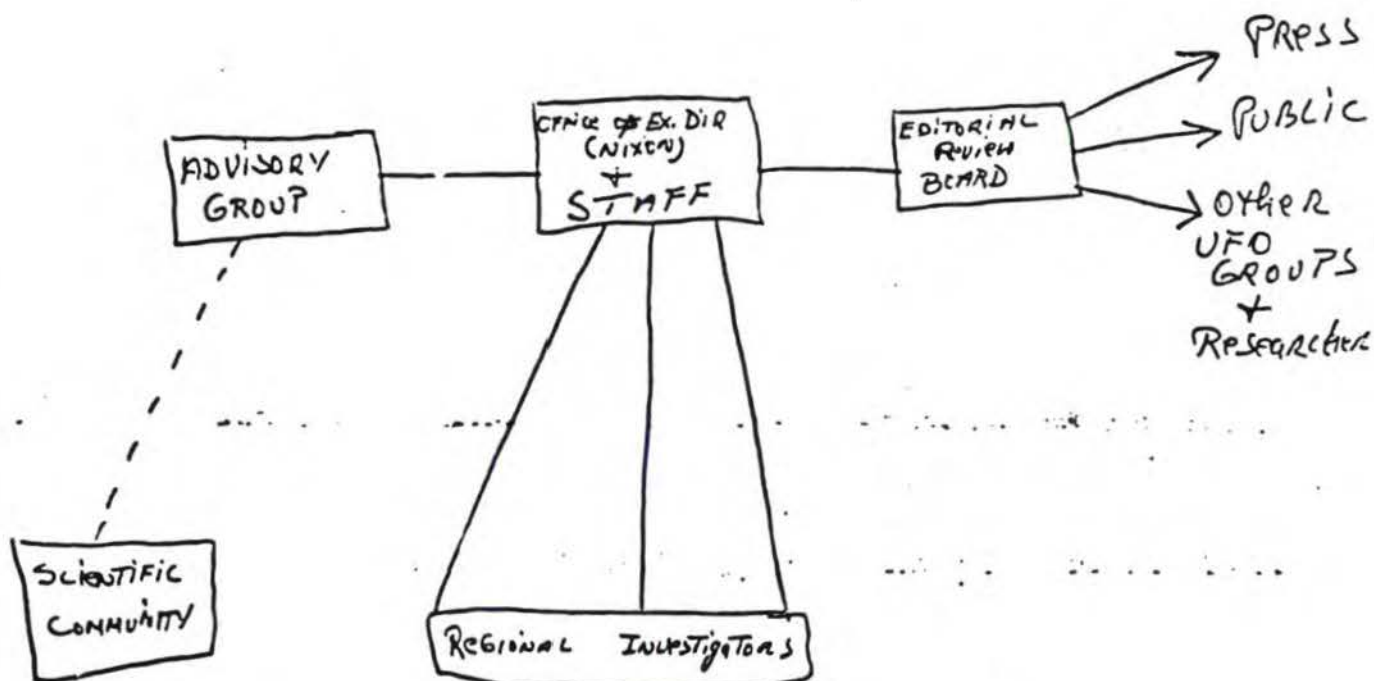 ADVISORY
GROUP
OFFICE OF EX. DIR
(NIXON)
+
STAFF
EDITORIAL
REVIEW
BOARD
PRESS
PUBLIC
OTHER
UFO
GROUPS
+
RESEARCHER
SCIENTIFIC
COMMUNITY
REGIONAL INVESTIGATORS